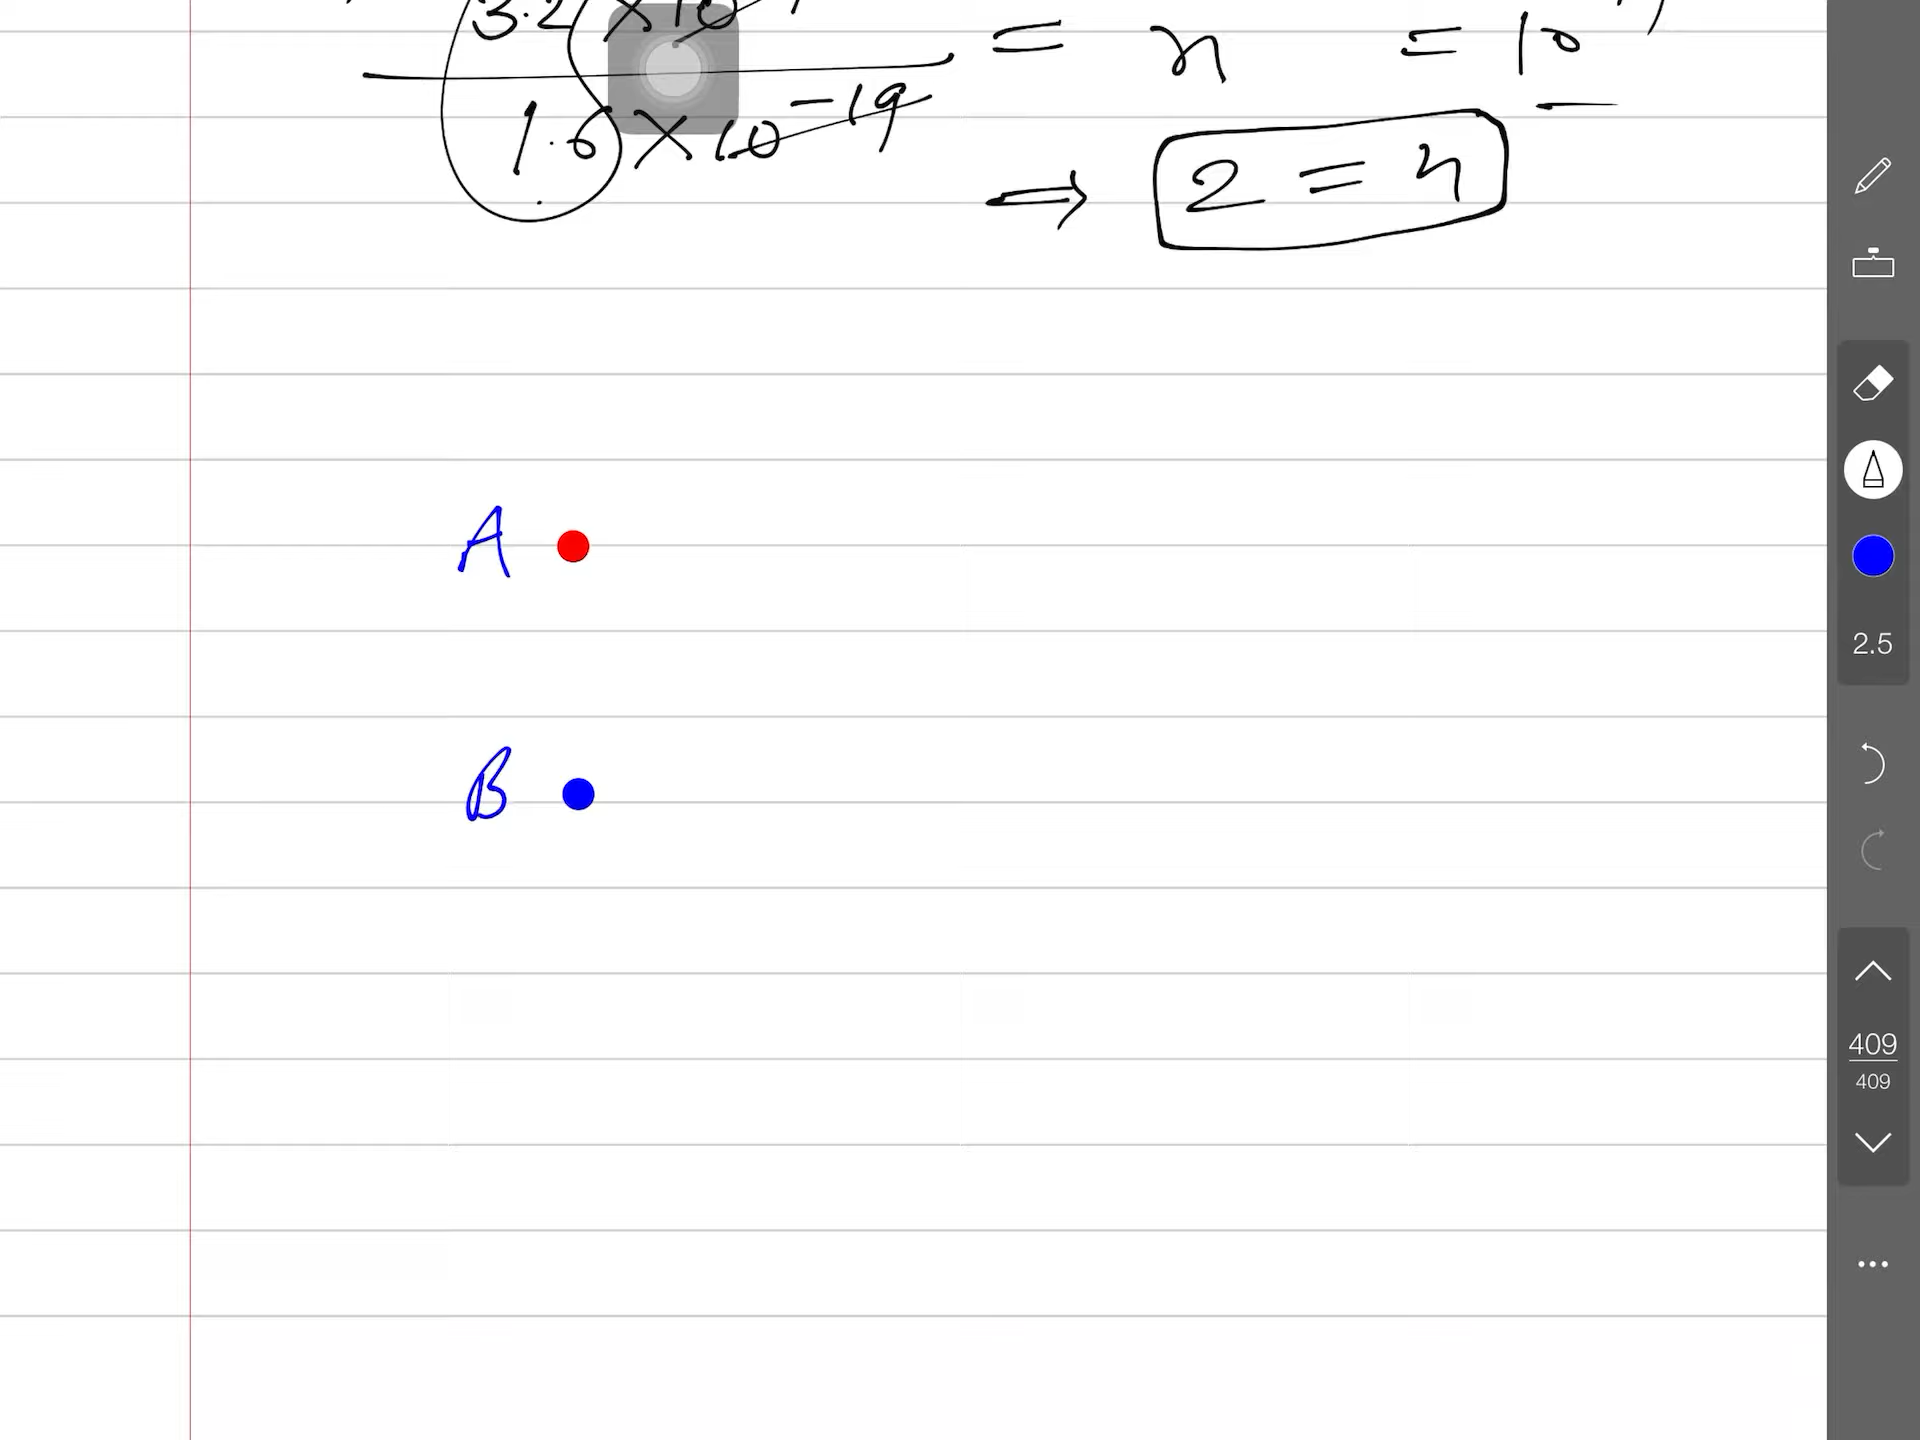 3.2 × 10 = n = 10
1.6 × 10⁻¹⁹
⇒ 2 = n
A
B
2.5
409
409